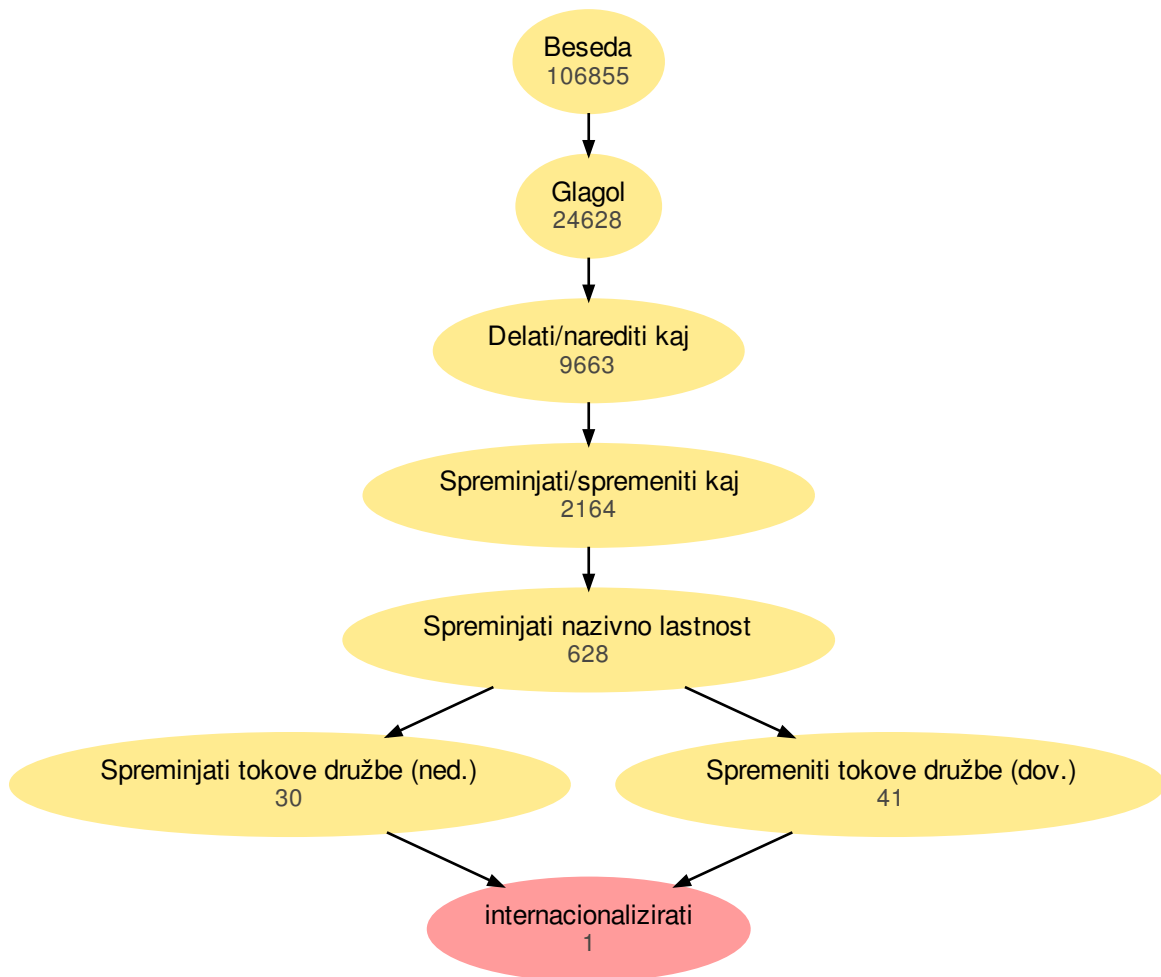 Beseda
106855
Glagol
24628
Delati/narediti kaj
9663
Spreminjati/spremeniti kaj
2164
Spreminjati nazivno lastnost
628
Spreminjati tokove družbe (ned.)
30
Spremeniti tokove družbe (dov.)
41
internacionalizirati
1